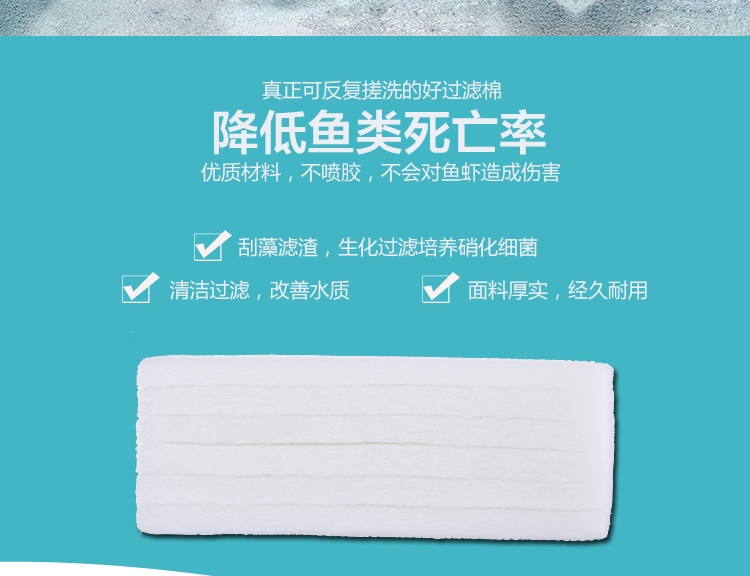 真正可反复搓洗的好过滤棉
降低鱼类死亡率
优质材料，不喷胶，不会对鱼虾造成伤害
刮藻滤渣，生化过滤培养硝化细菌
清洁过滤，改善水质
面料厚实，经久耐用